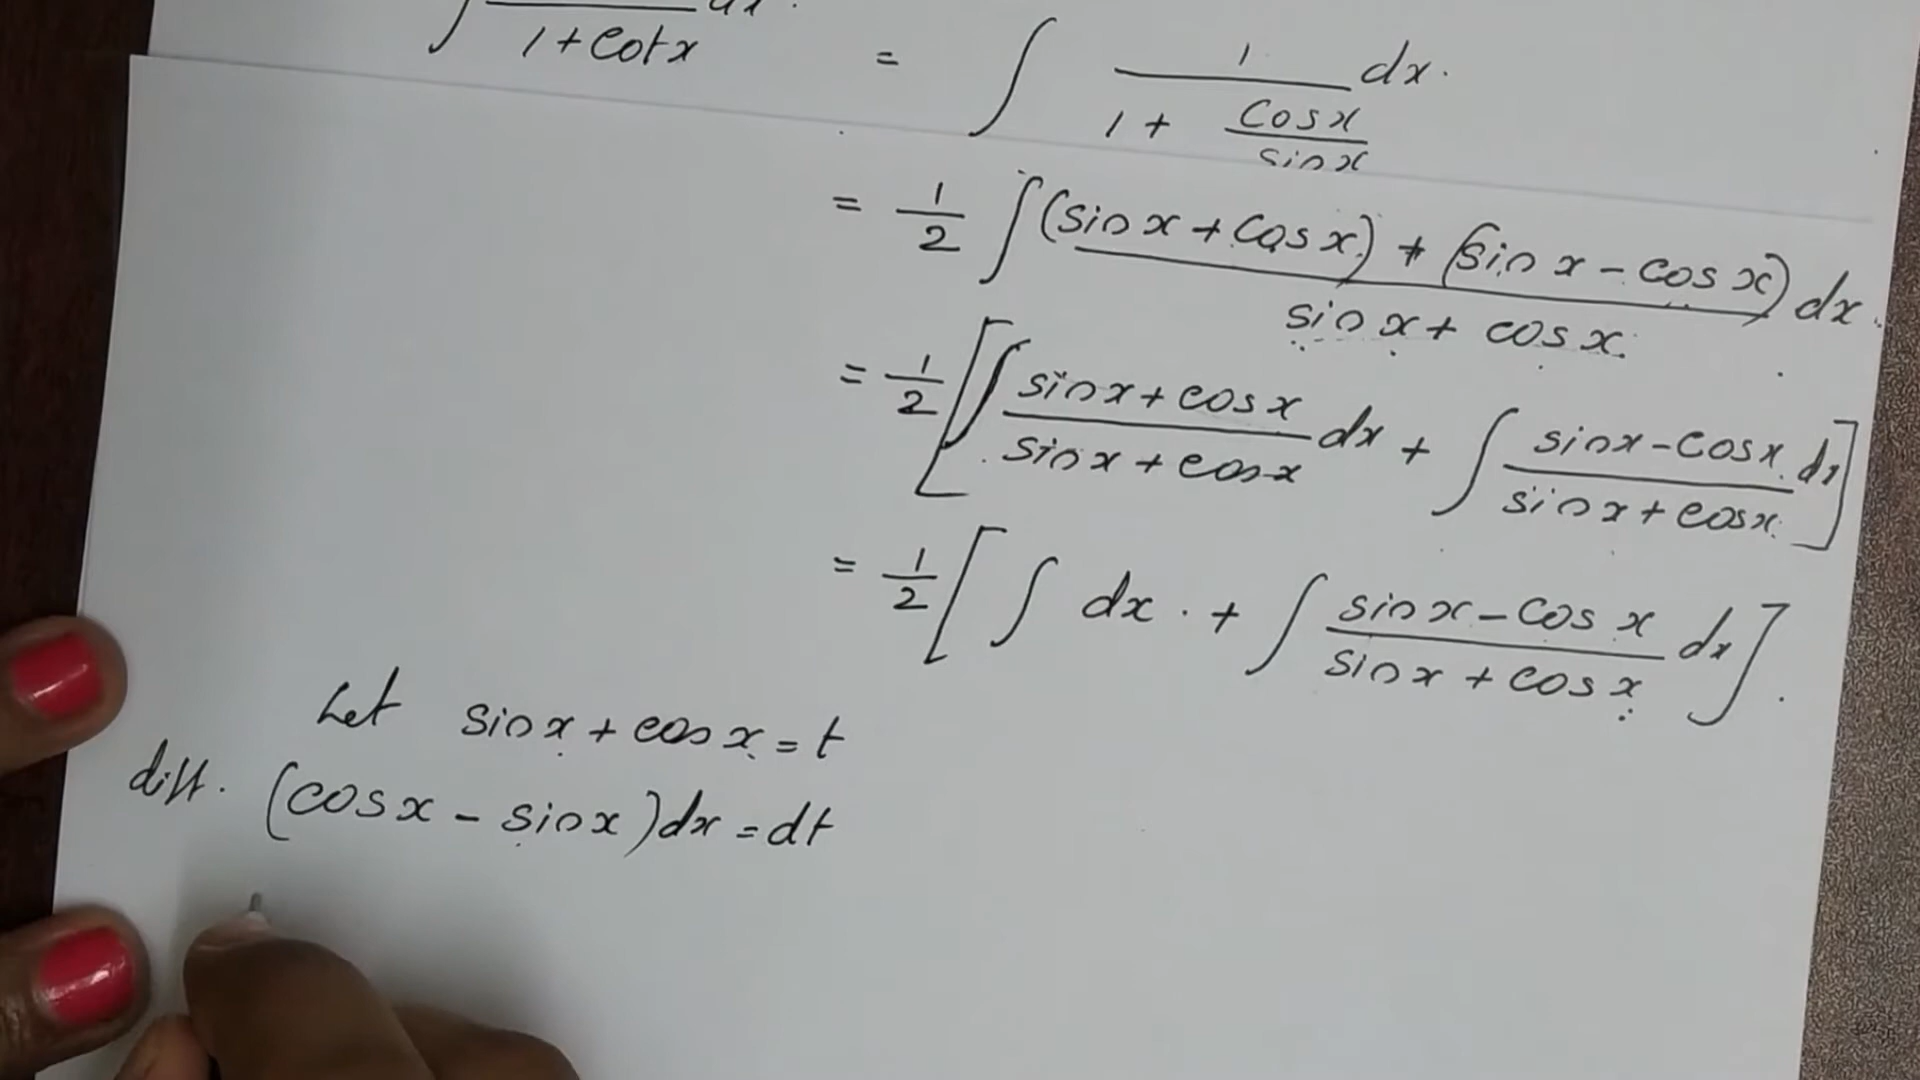 ∫ ‾ dx. / 1 + cot x = ∫ 1 / (1 + cos x / sin x) dx.
= 1/2 ∫ (sin x + cos x) + (sin x - cos x) / sin x + cos x. dx.
= 1/2 [ ∫ sin x + cos x / sin x + cos x dx + ∫ sin x - cos x / sin x + cos x dx ]
= 1/2 [ ∫ dx. + ∫ sin x - cos x / sin x + cos x dx ].
Let sin x + cos x = t
diff. (cos x - sin x) dx = dt